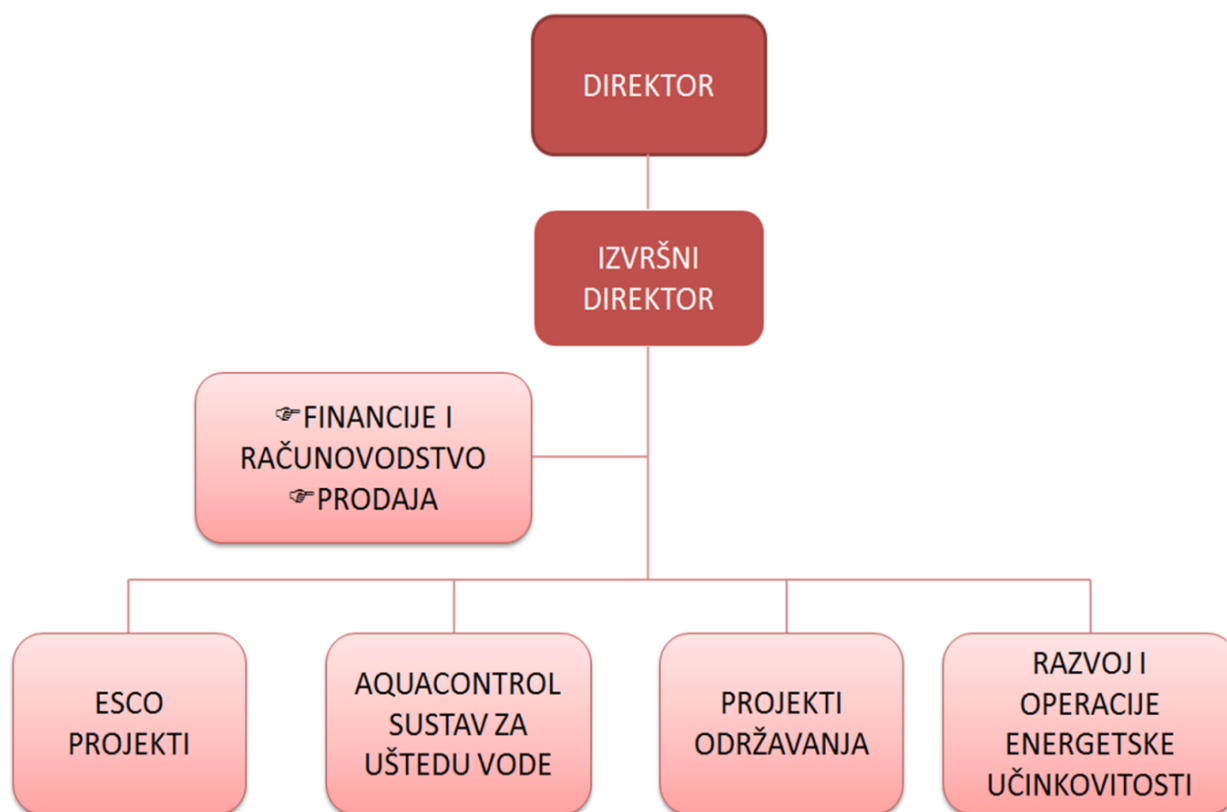 DIREKTOR
IZVRŠNI
DIREKTOR
☞FINANCIJE I
RAČUNOVODSTVO
☞PRODAJA
ESCO
PROJEKTI
AQUACONTROL
SUSTAV ZA
UŠTEDU VODE
PROJEKTI
ODRŽAVANJA
RAZVOJ I
OPERACIJE
ENERGETSKE
UČINKOVITOSTI